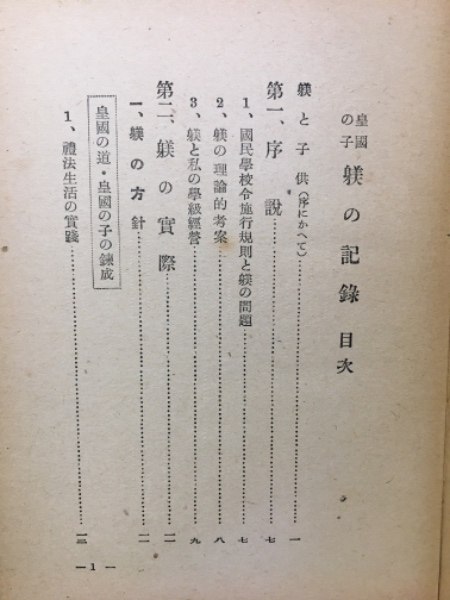 皇國の子 躾の記錄 目次
躾と子供(序にかへて)……一
第一、序說……七
1、國民學校令施行規則と躾の問題……七
2、躾の理論的考案……八
3、躾と私の學級經營……九
第二、躾の實際……一一
一、躾の方針……一一
皇國の道・皇國の子の鍊成
1、禮法生活の實踐……一三
— 1 —